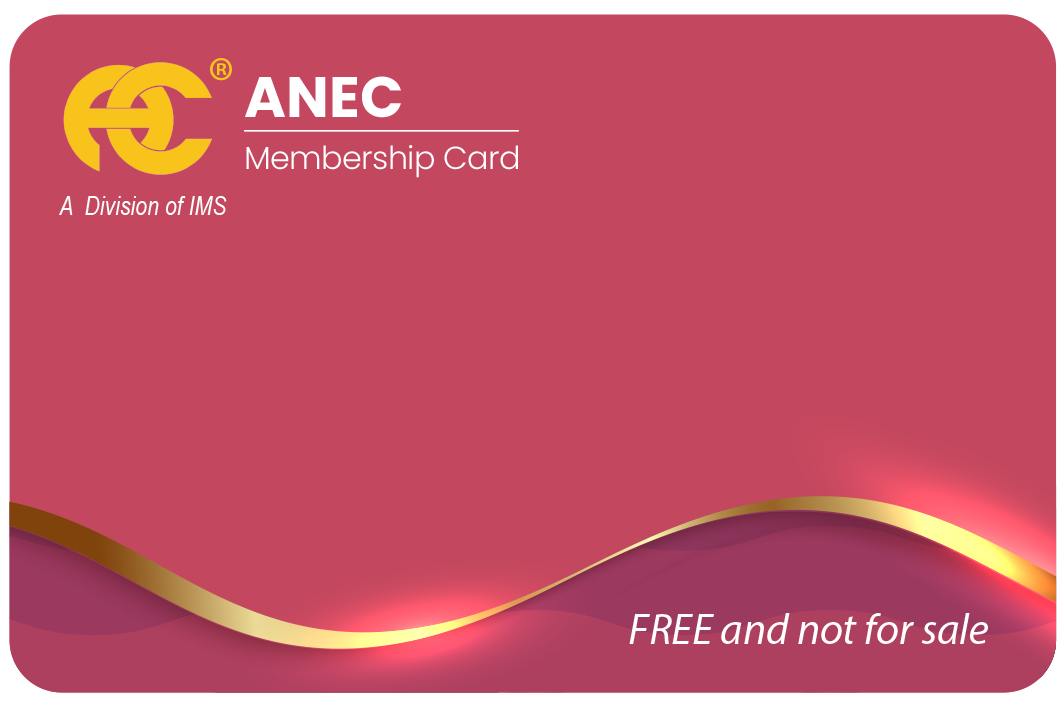 ®
ANEC
Membership Card
A Division of IMS
FREE and not for sale